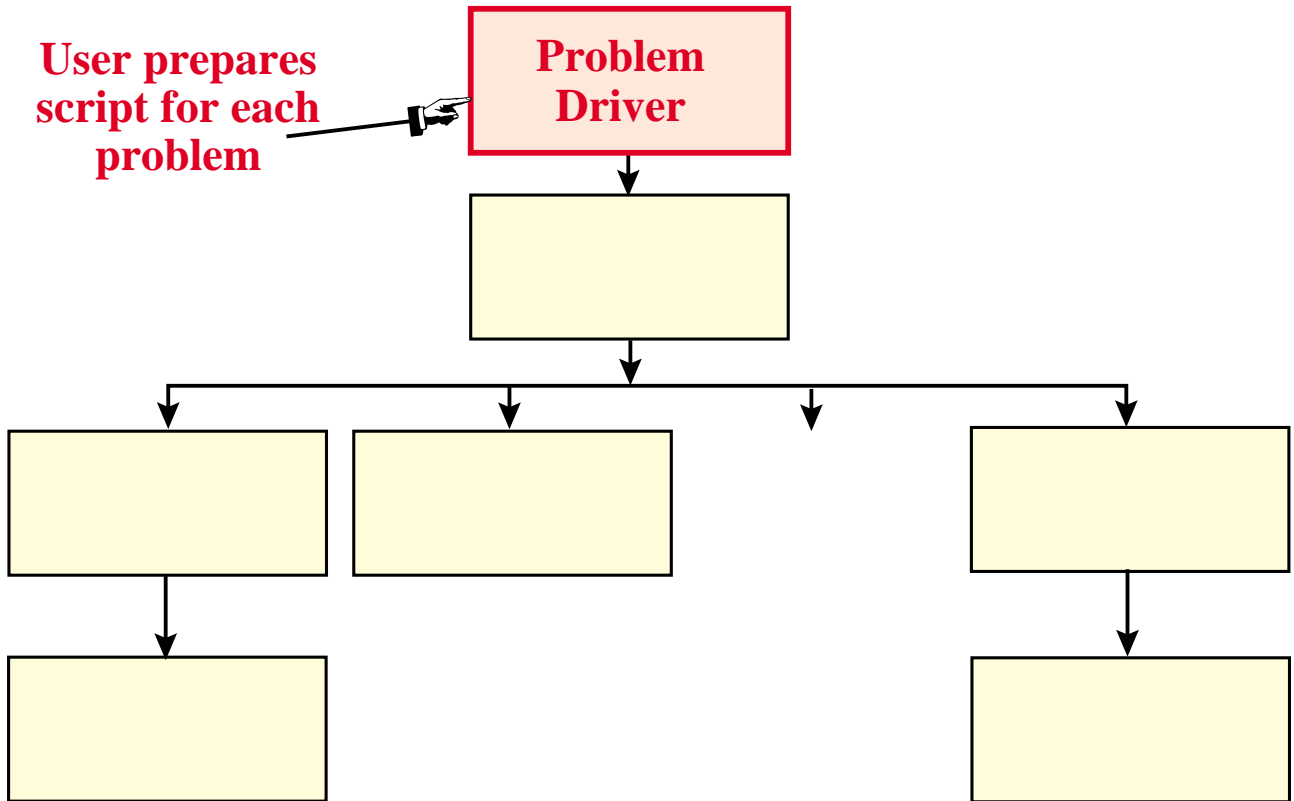 User prepares
script for each
problem
Problem
Driver